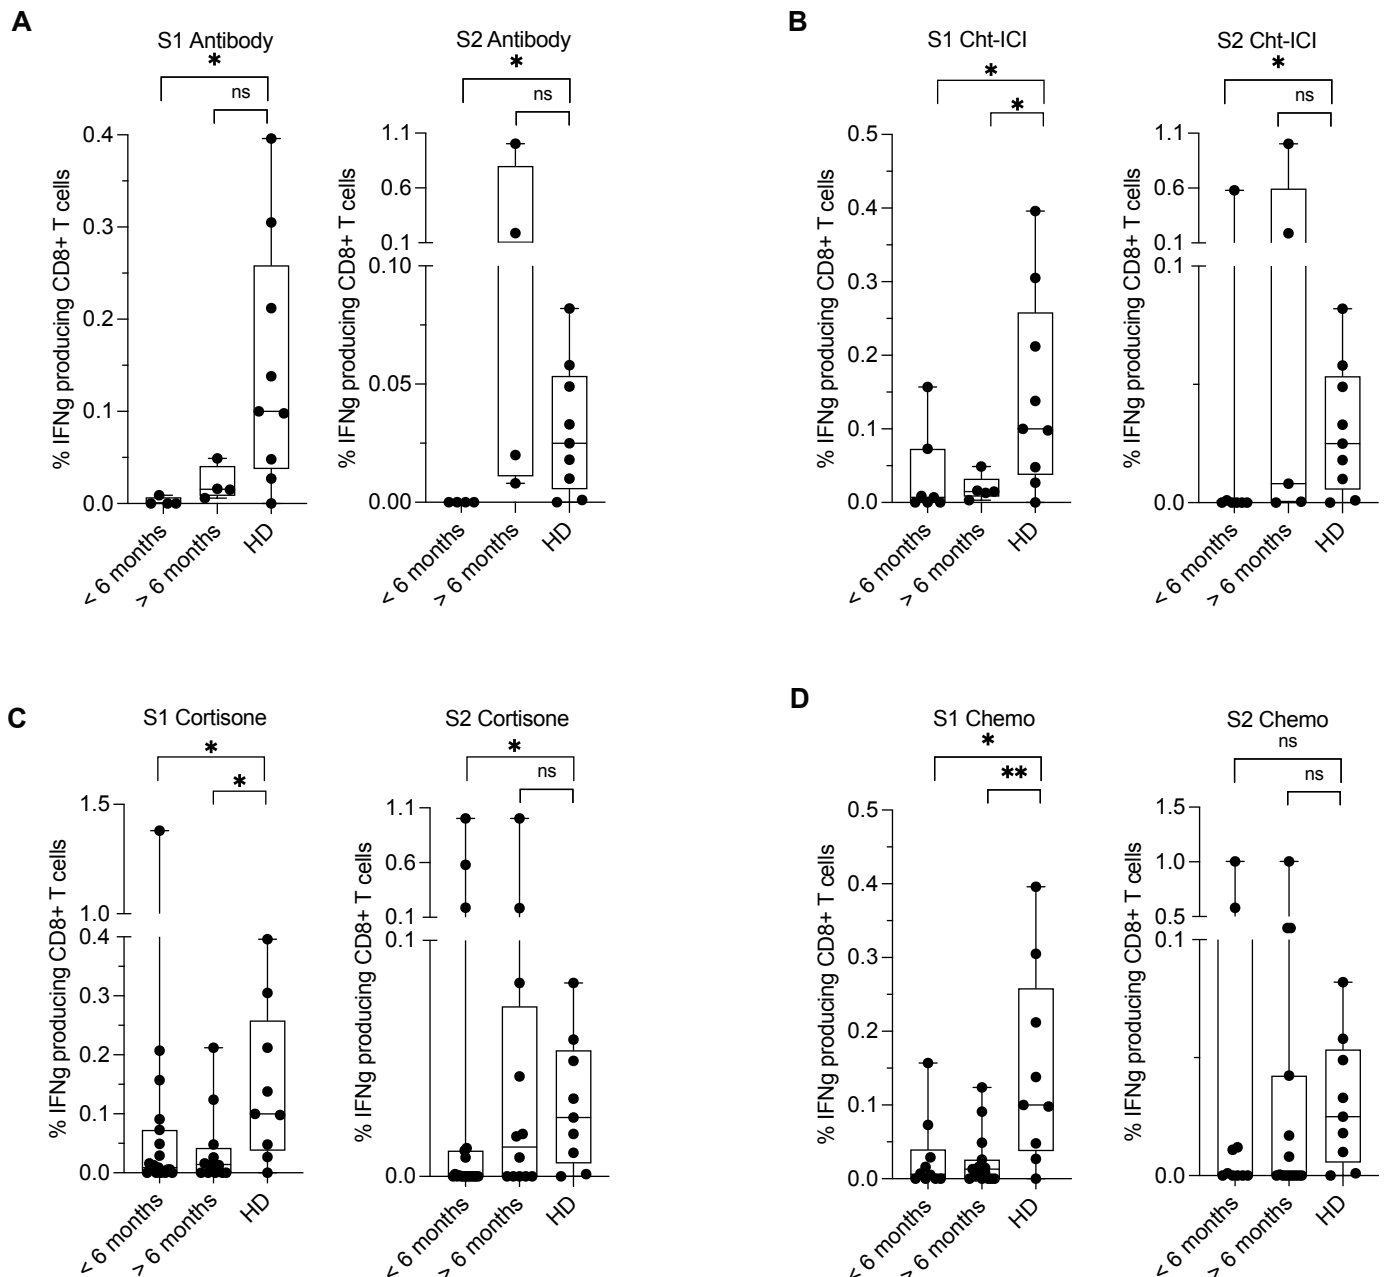 A
S1 Antibody
*
ns
% IFNg producing CD8+ T cells
0.4
0.3
0.2
0.1
0.0
< 6 months
> 6 months
HD
S2 Antibody
*
ns
% IFNg producing CD8+ T cells
1.1
0.6
0.1
0.10
0.05
0.00
< 6 months
> 6 months
HD
B
S1 Cht-ICI
*
*
% IFNg producing CD8+ T cells
0.5
0.4
0.3
0.2
0.1
0.0
< 6 months
> 6 months
HD
S2 Cht-ICI
*
ns
% IFNg producing CD8+ T cells
1.1
0.6
0.1
0.1
0.0
< 6 months
> 6 months
HD
C
S1 Cortisone
*
*
% IFNg producing CD8+ T cells
1.5
1.0
0.4
0.3
0.2
0.1
0.0
< 6 months
> 6 months
HD
S2 Cortisone
*
ns
% IFNg producing CD8+ T cells
1.1
0.6
0.1
0.1
0.0
< 6 months
> 6 months
HD
D
S1 Chemo
*
**
% IFNg producing CD8+ T cells
0.5
0.4
0.3
0.2
0.1
0.0
< 6 months
> 6 months
HD
S2 Chemo
ns
ns
% IFNg producing CD8+ T cells
1.5
1.0
0.5
0.1
0.0
< 6 months
> 6 months
HD